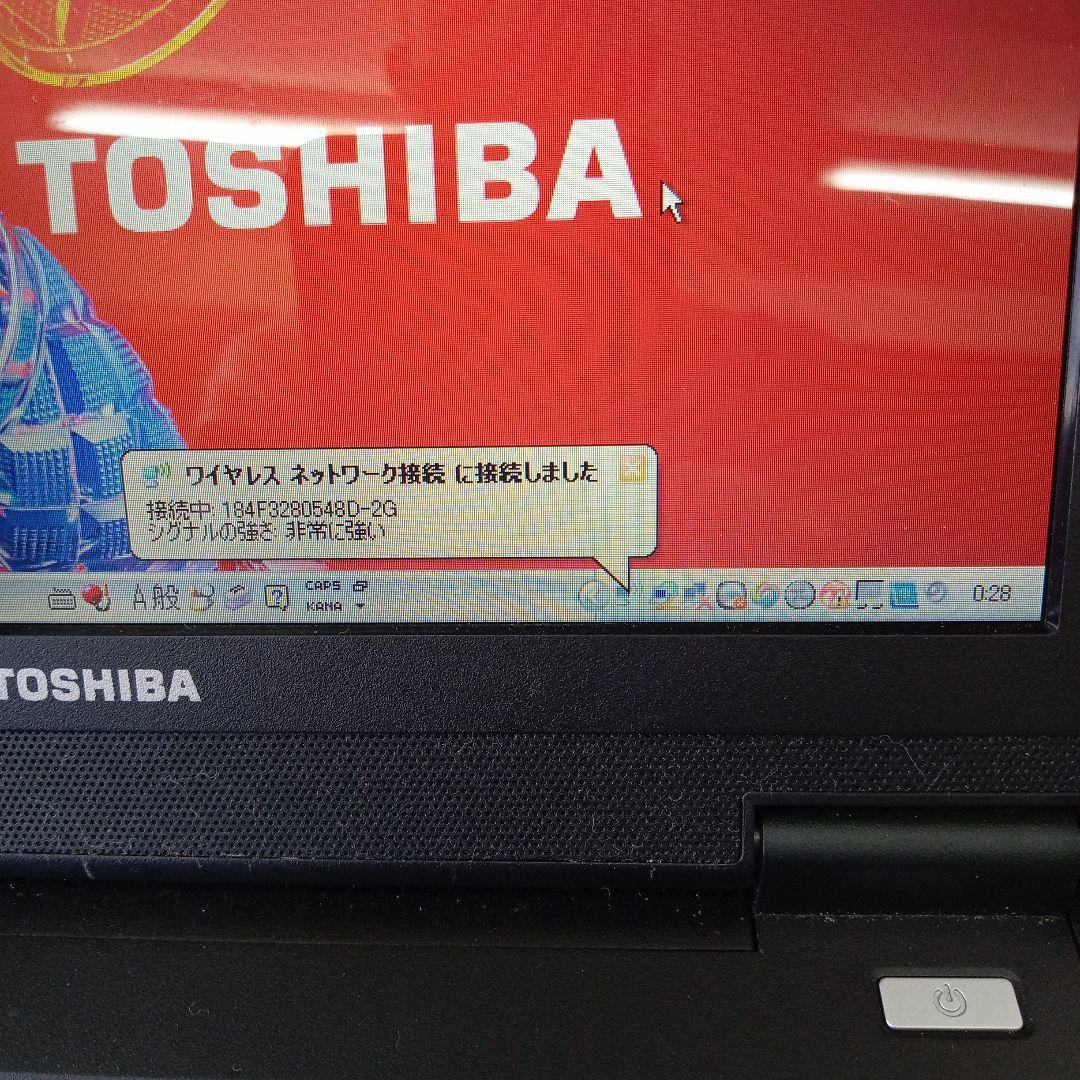 TOSHIBA
ワイヤレス ネットワーク接続 に接続しました
接続中: 184F3280548D-2G
シグナルの強さ: 非常に強い
A 般 CAPS
KANA
0:28
TOSHIBA